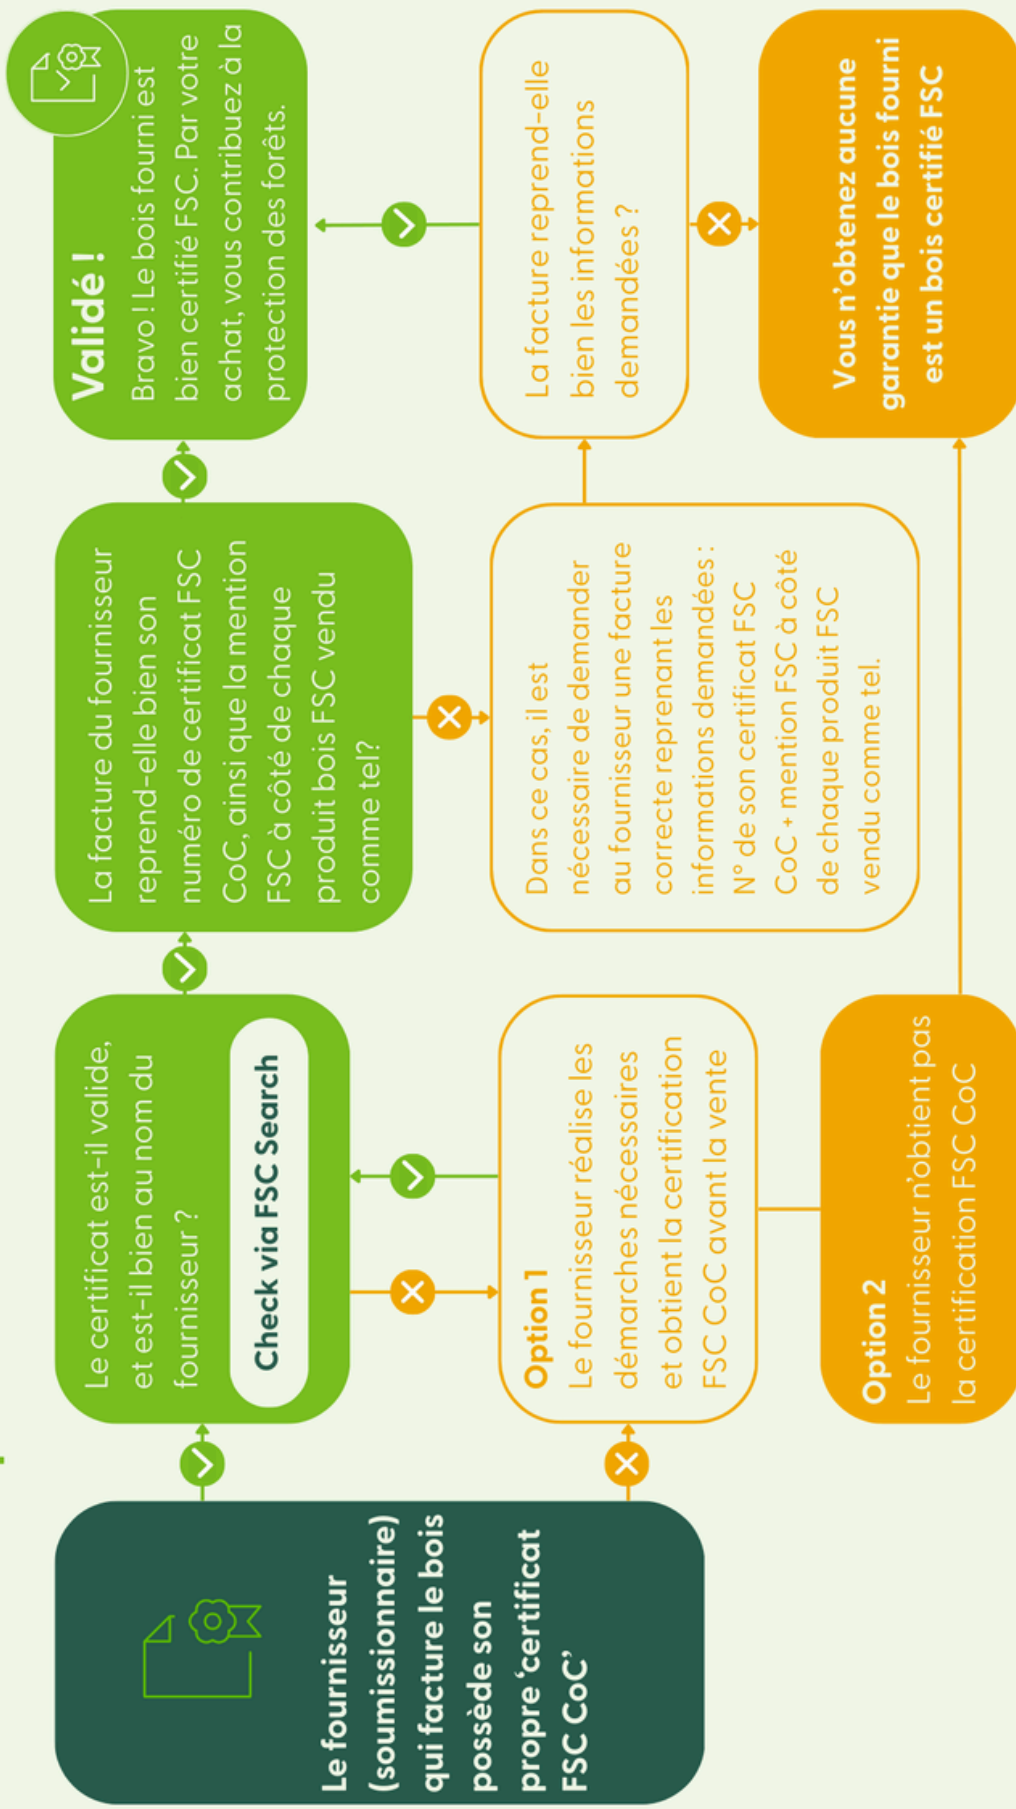 Le fournisseur
(soumissionnaire)
qui facture le bois
possède son
propre ‘certificat
FSC CoC’
Le certificat est-il valide,
et est-il bien au nom du
fournisseur ?
Check via FSC Search
La facture du fournisseur
reprend-elle bien son
numéro de certificat FSC
CoC, ainsi que la mention
FSC à côté de chaque
produit bois FSC vendu
comme tel?
Validé !
Bravo ! Le bois fourni est
bien certifié FSC. Par votre
achat, vous contribuez à la
protection des forêts.
Option 1
Le fournisseur réalise les
démarches nécessaires
et obtient la certification
FSC CoC avant la vente
Dans ce cas, il est
nécessaire de demander
au fournisseur une facture
correcte reprenant les
informations demandées :
N° de son certificat FSC
CoC + mention FSC à côté
de chaque produit FSC
vendu comme tel.
La facture reprend-elle
bien les informations
demandées ?
Option 2
Le fournisseur n’obtient pas
la certification FSC CoC
Vous n’obtenez aucune
garantie que le bois fourni
est un bois certifié FSC